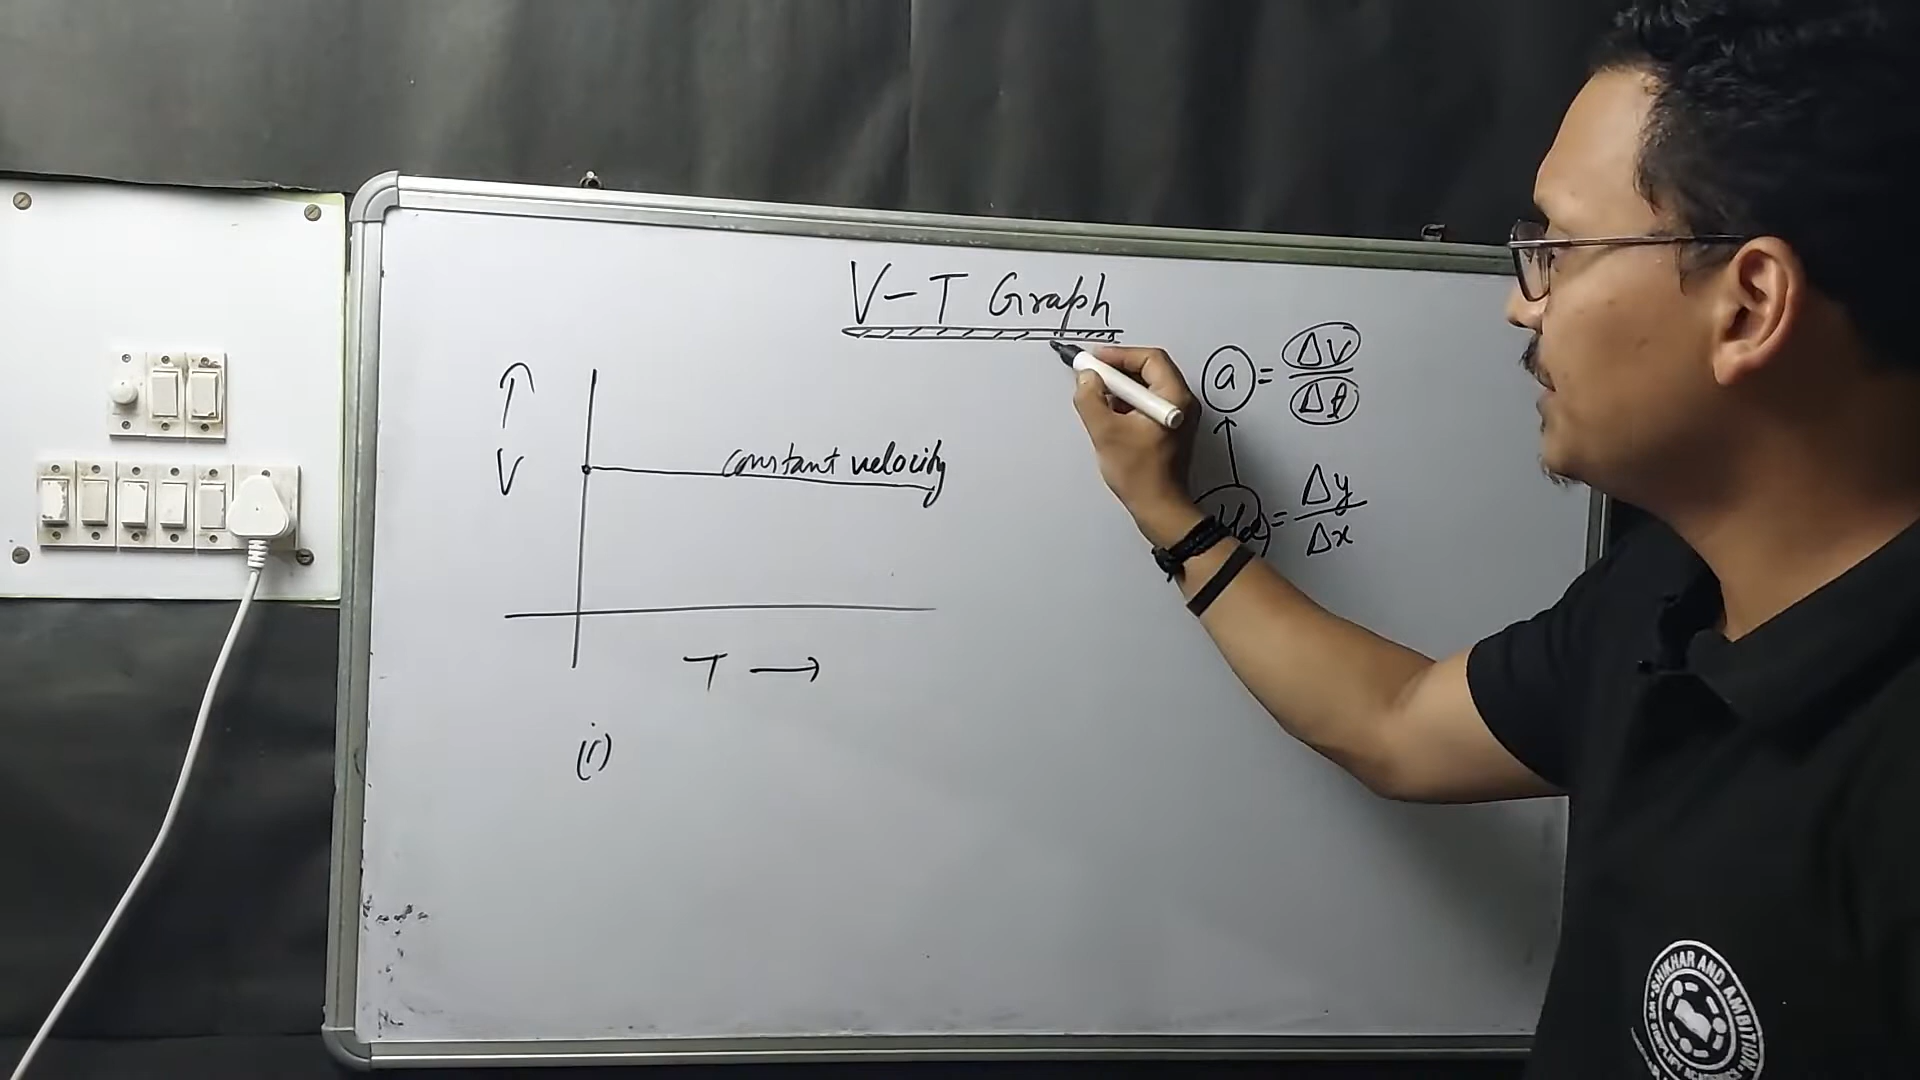 V-T Graph
a = Δv/Δt
↑
V
constant velocity
= Δy/Δx
T →
(i)
SHIKHAR AND AMBITION